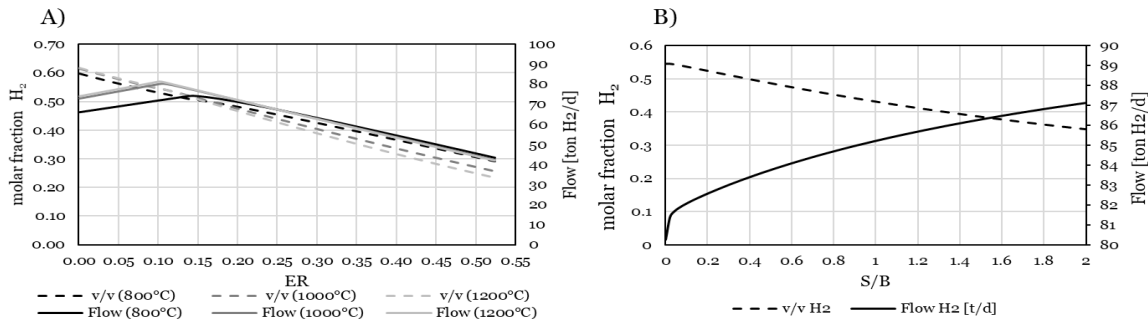 A)
0.70
0.60
0.50
0.40
0.30
0.20
0.10
0.00
molar fraction H2
100
90
80
70
60
50
40
30
20
10
0
Flow [ton H2/d]
0.00 0.05 0.10 0.15 0.20 0.25 0.30 0.35 0.40 0.45 0.50 0.55
ER
v/v (800°C) v/v (1000°C) v/v (1200°C)
Flow (800°C) Flow (1000°C) Flow (1200°C)
B)
0.6
0.5
0.4
0.3
0.2
0.1
0
molar fraction H2
90
89
88
87
86
85
84
83
82
81
80
Flow [ton H2/d]
0 0.2 0.4 0.6 0.8 1 1.2 1.4 1.6 1.8 2
S/B
v/v H2 Flow H2 [t/d]